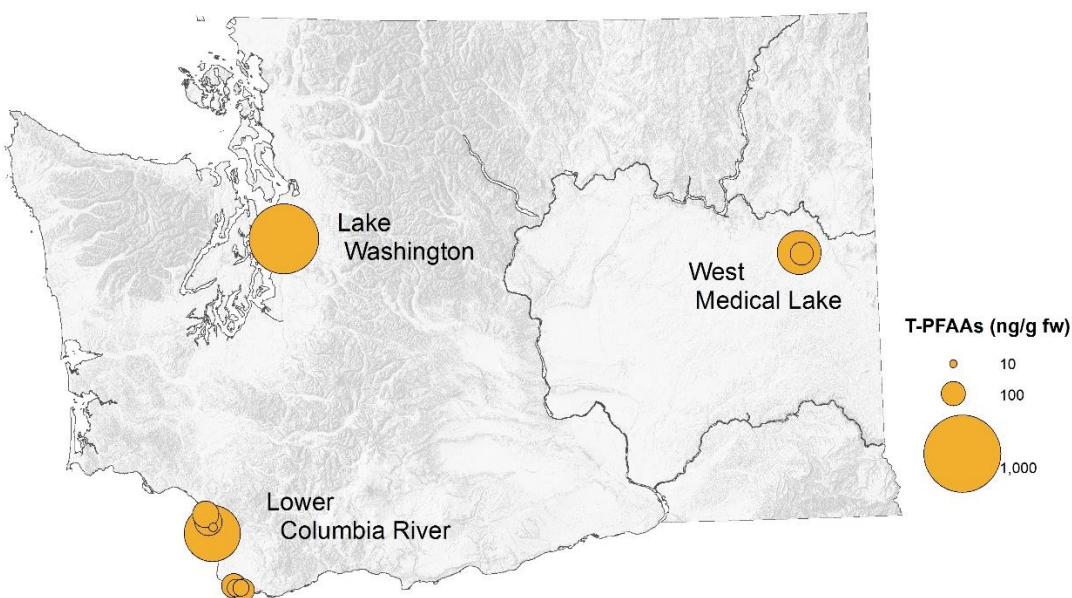 Lake
Washington
West
Medical Lake
T-PFAAs (ng/g fw)
10
100
1,000
Lower
Columbia River